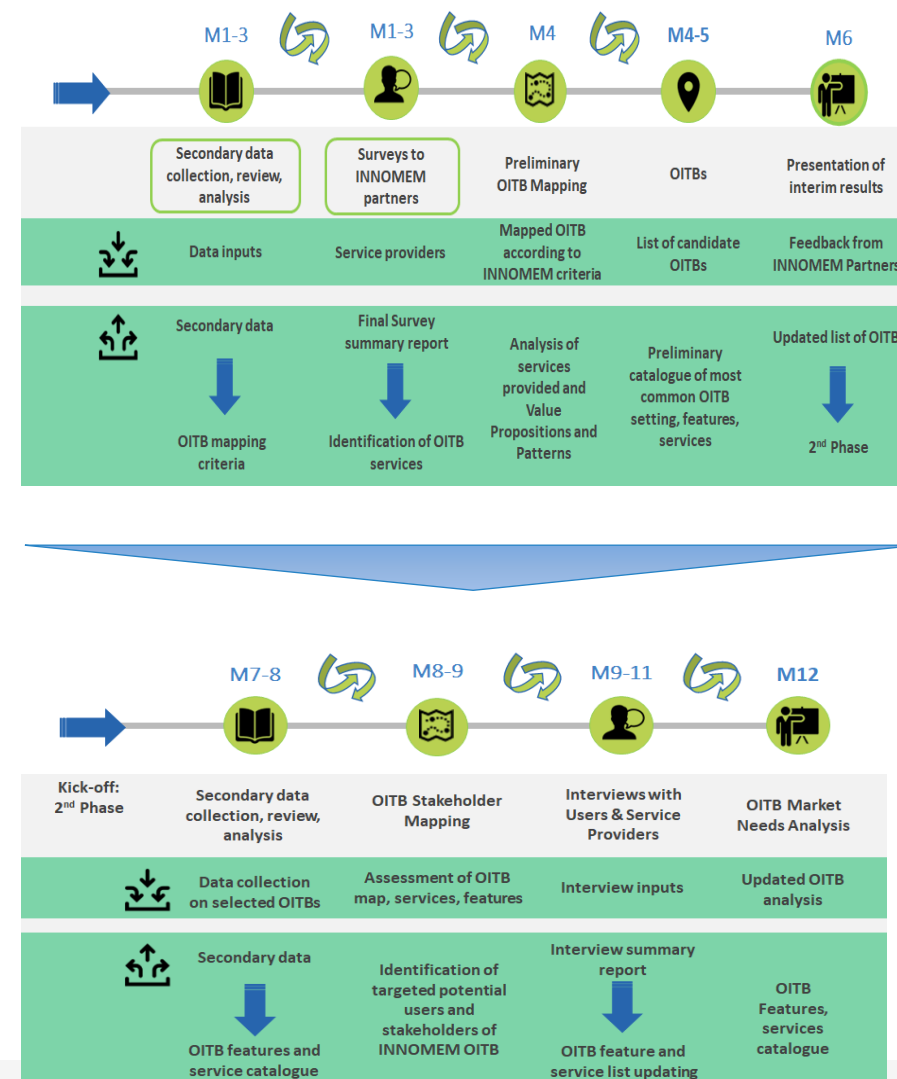 M1-3
M1-3
M4
M4-5
M6
Secondary data
collection, review,
analysis
Surveys to
INNOMEM
partners
Preliminary
OITB Mapping
OITBs
Presentation of
interim results
Data inputs
Service providers
Mapped OITB
according to
INNOMEM criteria
List of candidate
OITBs
Feedback from
INNOMEM Partners
Secondary data
OITB mapping
criteria
Final Survey
summary report
Identification of OITB
services
Analysis of
services
provided and
Value
Propositions and
Patterns
Preliminary
catalogue of most
common OITB
setting, features,
services
Updated list of OITB
2nd Phase
M7-8
M8-9
M9-11
M12
Kick-off:
2nd Phase
Secondary data
collection, review,
analysis
OITB Stakeholder
Mapping
Interviews with
Users & Service
Providers
OITB Market
Needs Analysis
Data collection
on selected OITBs
Assessment of OITB
map, services, features
Interview inputs
Updated OITB
analysis
Secondary data
OITB features and
service catalogue
Identification of
targeted potential
users and
stakeholders of
INNOMEM OITB
Interview summary
report
OITB feature and
service list updating
OITB
Features,
services
catalogue